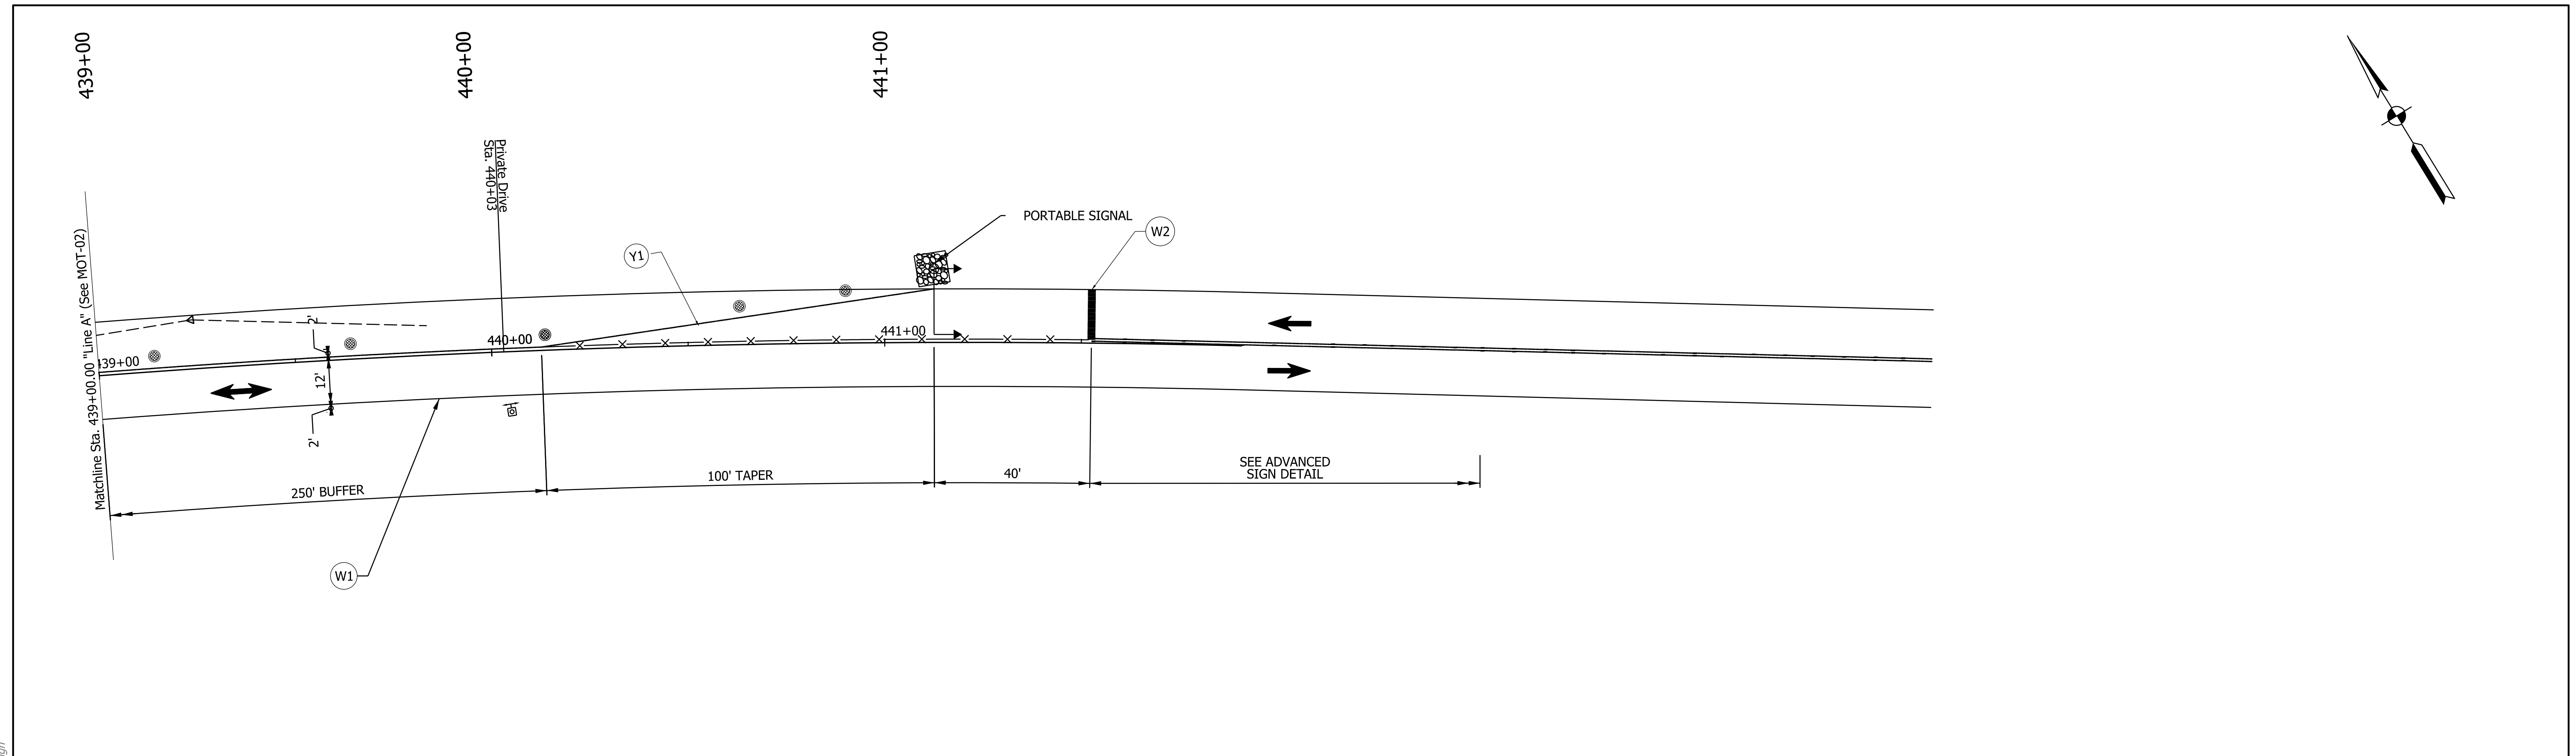 439+00
440+00
441+00
Private Drive
Sta. 440+03
PORTABLE SIGNAL
W2
Y1
Matchline Sta. 439+00.00 "Line A" (See MOT-02)
2'
441+00
440+00
439+00
12'
2'
SEE ADVANCED
SIGN DETAIL
40'
100' TAPER
250' BUFFER
W1